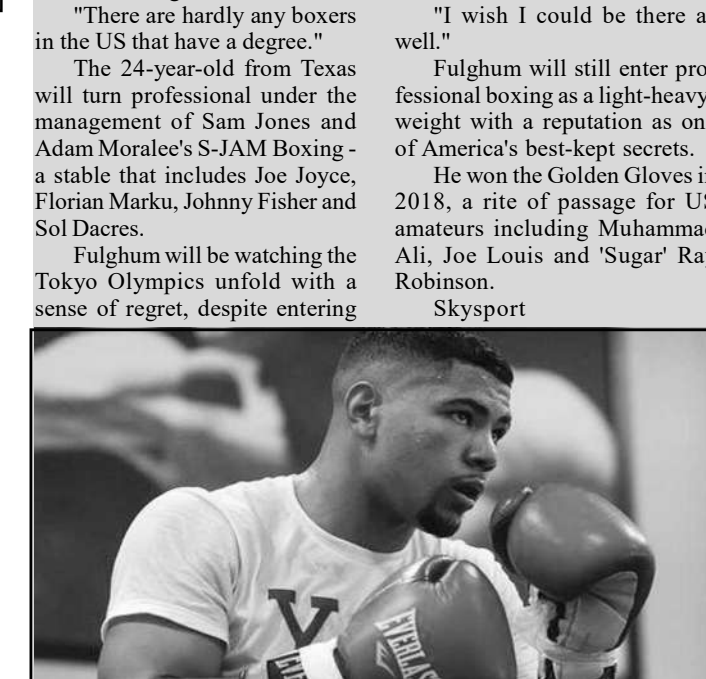 "There are hardly any boxers
in the US that have a degree."
The 24-year-old from Texas
will turn professional under the
management of Sam Jones and
Adam Moralee's S-JAM Boxing -
a stable that includes Joe Joyce,
Florian Marku, Johnny Fisher and
Sol Dacres.
Fulghum will be watching the
Tokyo Olympics unfold with a
sense of regret, despite entering
"I wish I could be there a
well."
Fulghum will still enter pro
fessional boxing as a light-heavy
weight with a reputation as on
of America's best-kept secrets.
He won the Golden Gloves i
2018, a rite of passage for U
amateurs including Muhamma
Ali, Joe Louis and 'Sugar' Ra
Robinson.
Skysport
Y
EVERLAS